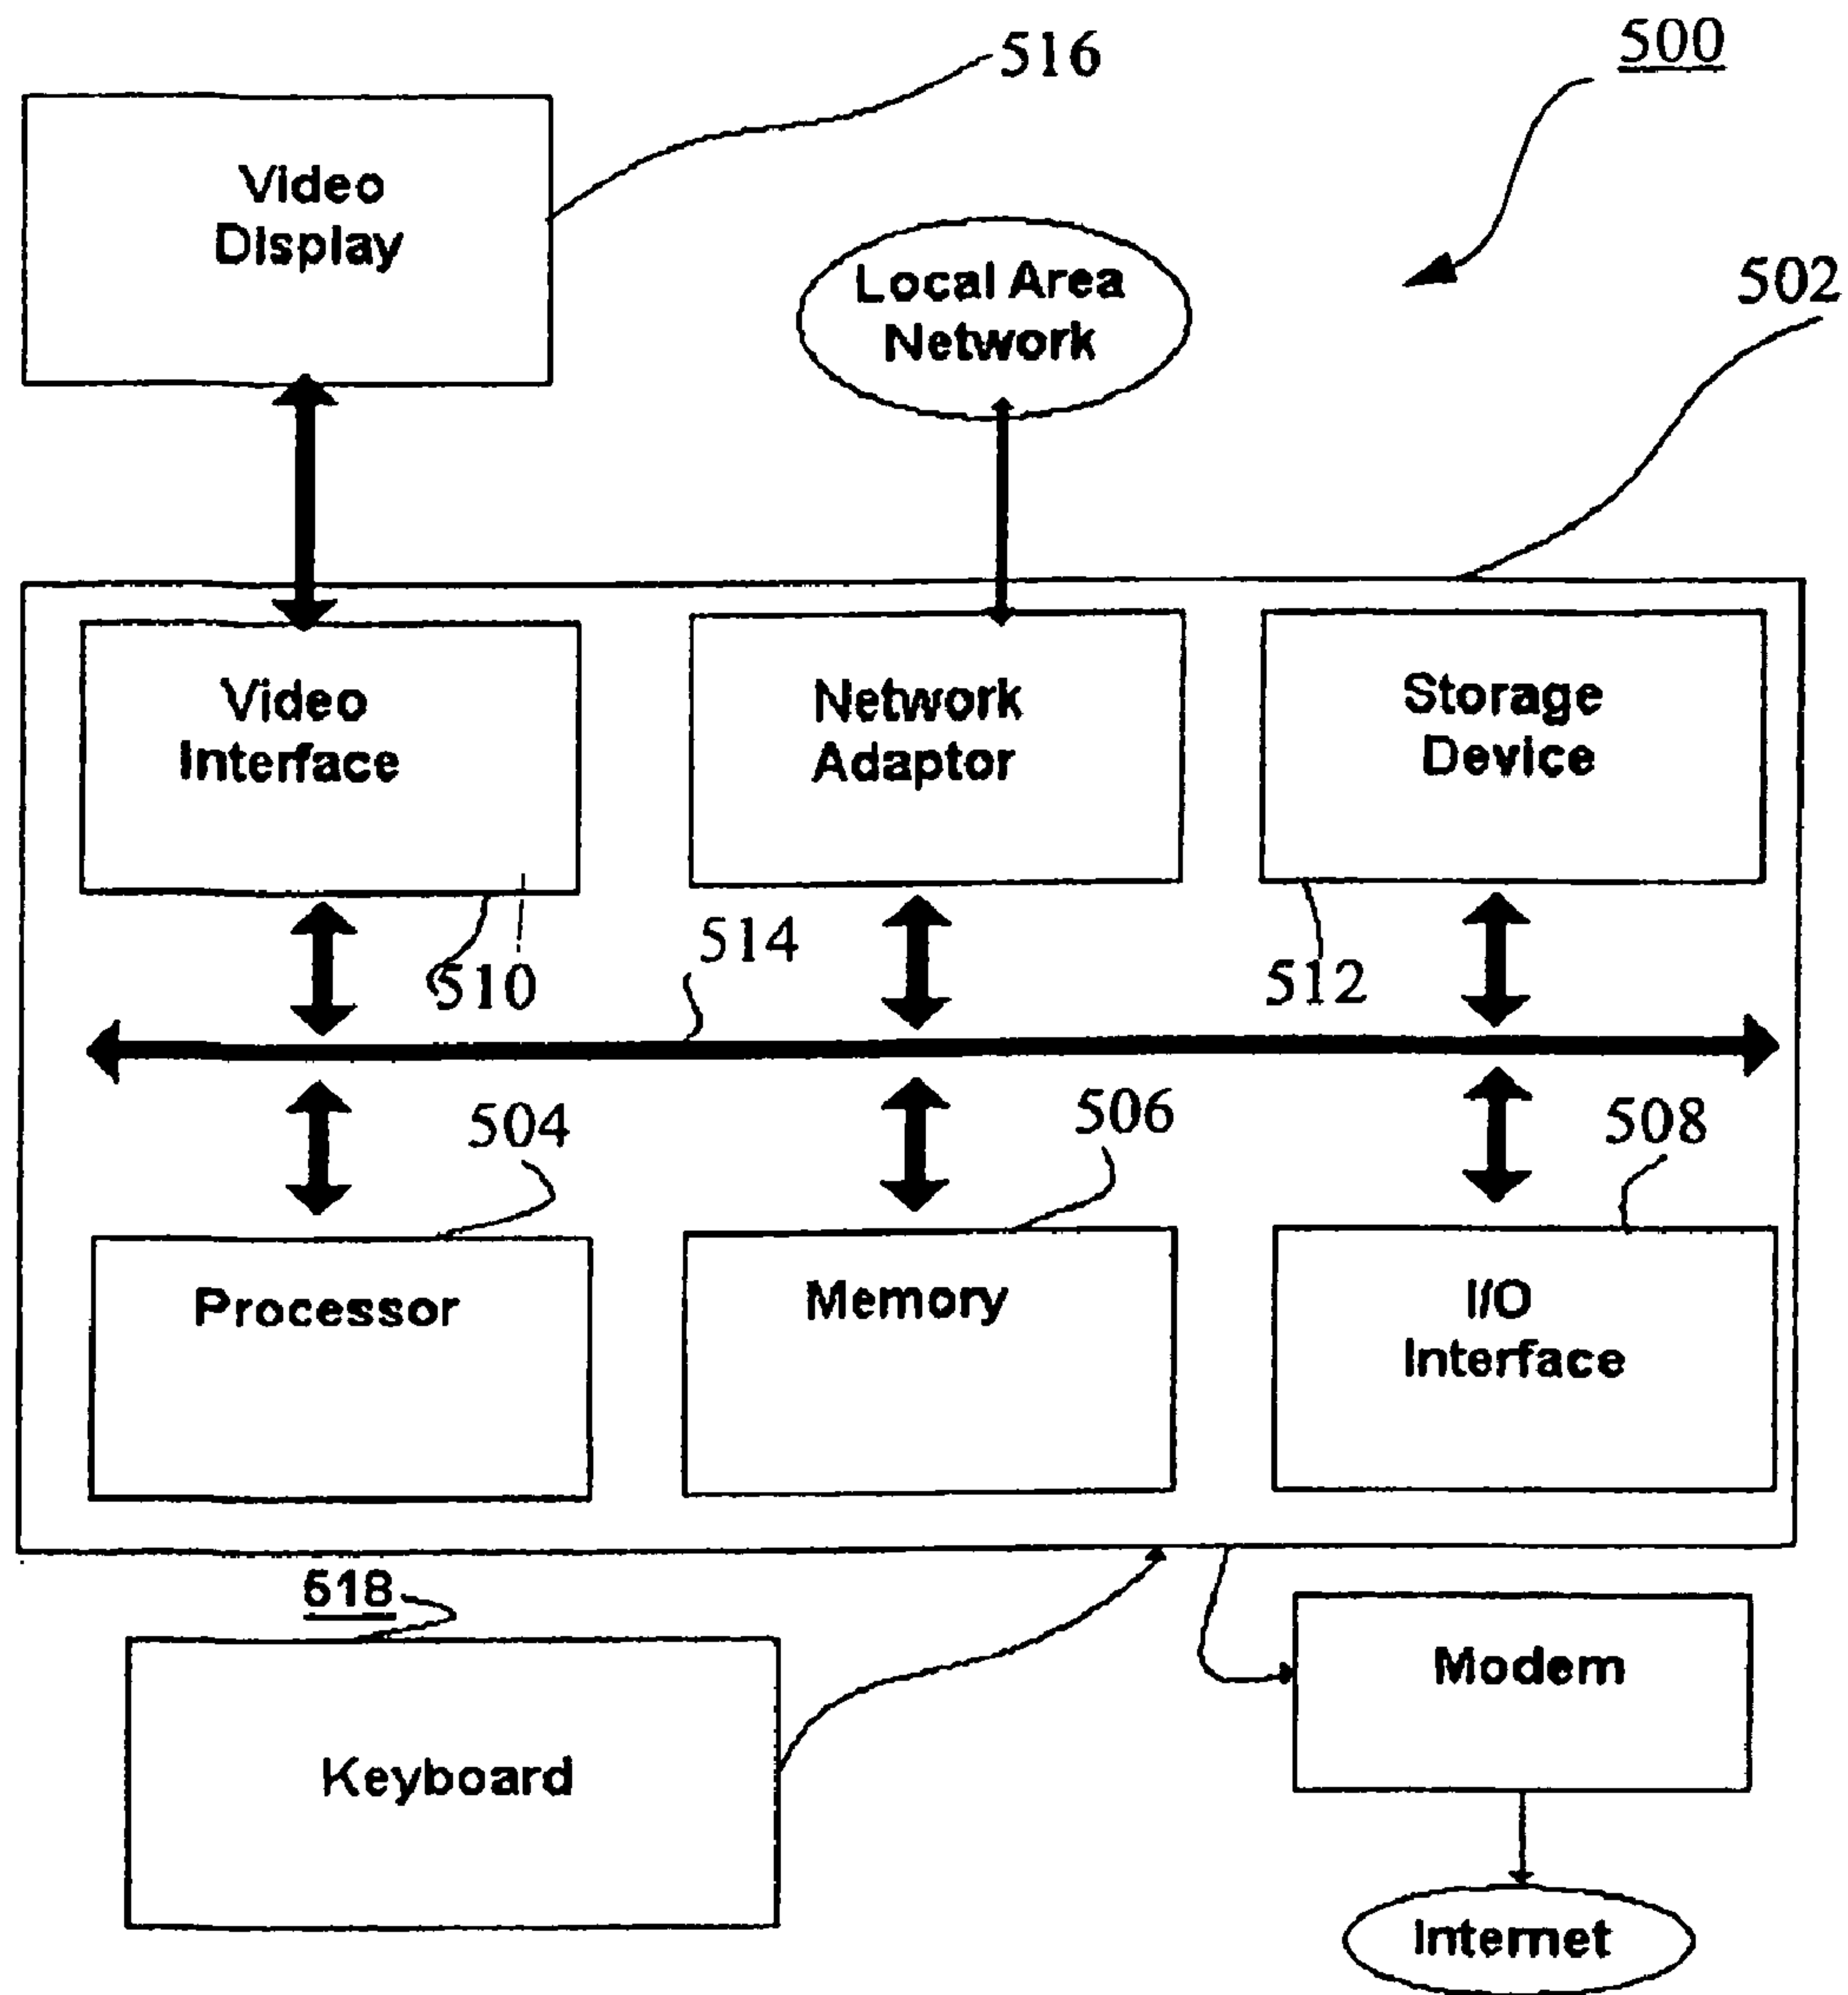 516
500
Video
Display
Local Area
Network
502
Video
Interface
Network
Adaptor
Storage
Device
510
514
512
504
506
508
Processor
Memory
I/O
Interface
518
Keyboard
Modem
Internet